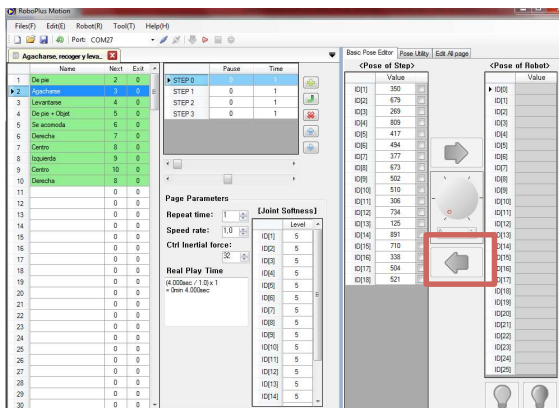 RoboPlus Motion
Files(F) Edit(E) Robot(R) Tool(T) Help(H)
Port: COM27
Agacharse, recoger y leva..
Name Next Exit
1 De pie 2 0
2 Agacharse 3 0
3 Levantarse 4 0
4 De pie + Objet 5 0
5 Se acomoda 6 0
6 Derecha 7 0
7 Centro 8 0
8 Izquierda 9 0
9 Centro 10 0
10 Derecha 8 0
11 0 0
12 0 0
13 0 0
14 0 0
15 0 0
16 0 0
17 0 0
18 0 0
19 0 0
20 0 0
21 0 0
22 0 0
23 0 0
24 0 0
25 0 0
26 0 0
27 0 0
28 0 0
29 0 0
30 0 0
Pause Time
STEP 0 0 1
STEP 1 0 1
STEP 2 0 1
STEP 3 0 1
Page Parameters
Repeat time: 1
Speed rate: 1,0
Ctrl Inertial force:
32
Real Play Time
(4.000sec / 1.0) x 1
= 0min 4.000sec
[Joint Softness]
Level
ID[1] 5
ID[2] 5
ID[3] 5
ID[4] 5
ID[5] 5
ID[6] 5
ID[7] 5
ID[8] 5
ID[9] 5
ID[10] 5
ID[11] 5
ID[12] 5
ID[13] 5
ID[14] 5
Basic Pose Editor Pose Utility Edit All page
<Pose of Step>
Value
ID[1] 350
ID[2] 679
ID[3] 269
ID[4] 809
ID[5] 417
ID[6] 494
ID[7] 377
ID[8] 673
ID[9] 502
ID[10] 510
ID[11] 306
ID[12] 734
ID[13] 125
ID[14] 891
ID[15] 710
ID[16] 338
ID[17] 504
ID[18] 521
<Pose of Robot>
Value
ID[0]
ID[1]
ID[2]
ID[3]
ID[4]
ID[5]
ID[6]
ID[7]
ID[8]
ID[9]
ID[10]
ID[11]
ID[12]
ID[13]
ID[14]
ID[15]
ID[16]
ID[17]
ID[18]
ID[19]
ID[20]
ID[21]
ID[22]
ID[23]
ID[24]
ID[25]